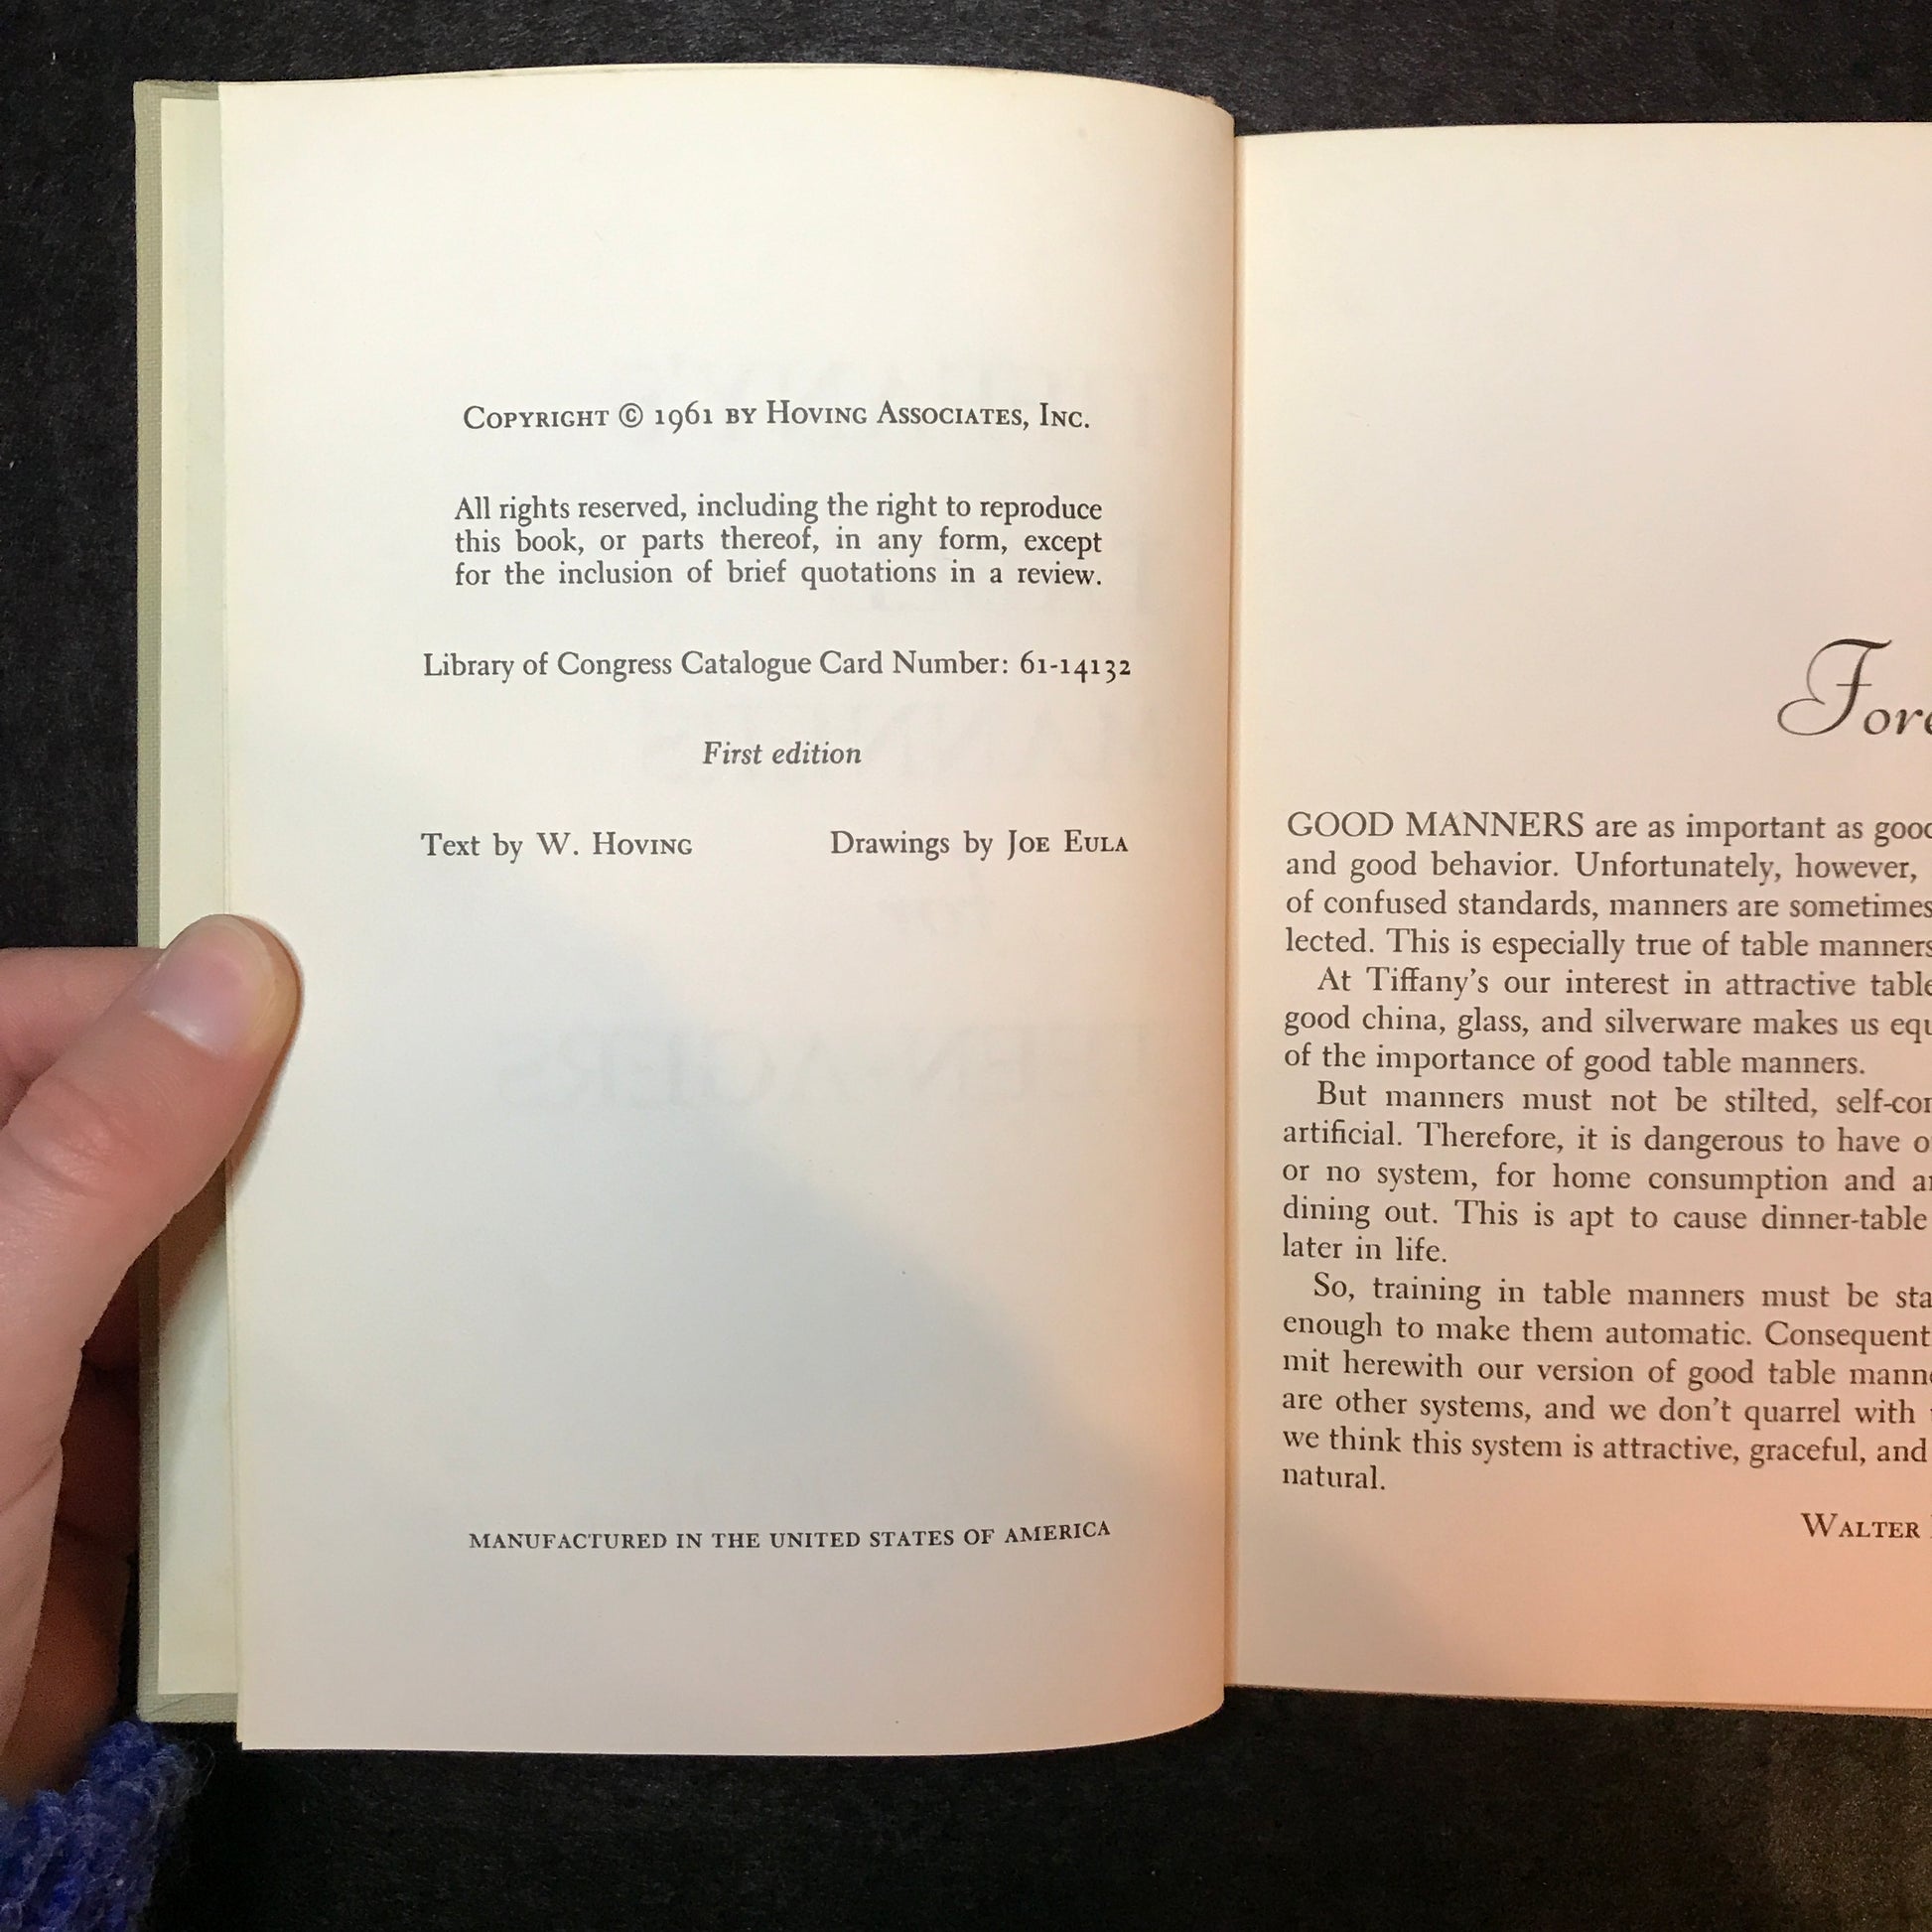 COPYRIGHT © 1961 BY HOVING ASSOCIATES, INC.
All rights reserved, including the right to reproduce
this book, or parts thereof, in any form, except
for the inclusion of brief quotations in a review.
Library of Congress Catalogue Card Number: 61-14132
First edition
Text by W. HOVING Drawings by JOE EULA
MANUFACTURED IN THE UNITED STATES OF AMERICA
GOOD MANNERS are as important as
and good behavior. Unfortunately, however,
of confused standards, manners are sometimes
lected. This is especially true of table manners
At Tiffany's our interest in attractive
good china, glass, and silverware makes us
of the importance of good table manners.
But manners must not be stilted,
artificial. Therefore, it is dangerous to have
or no system, for home consumption and
dining out. This is apt to cause dinner-table
later in life.
So, training in table manners must be
enough to make them automatic.
mit herewith our version of good table
are other systems, and we don't quarrel with
we think this system is attractive, graceful, and
natural.
WALTER